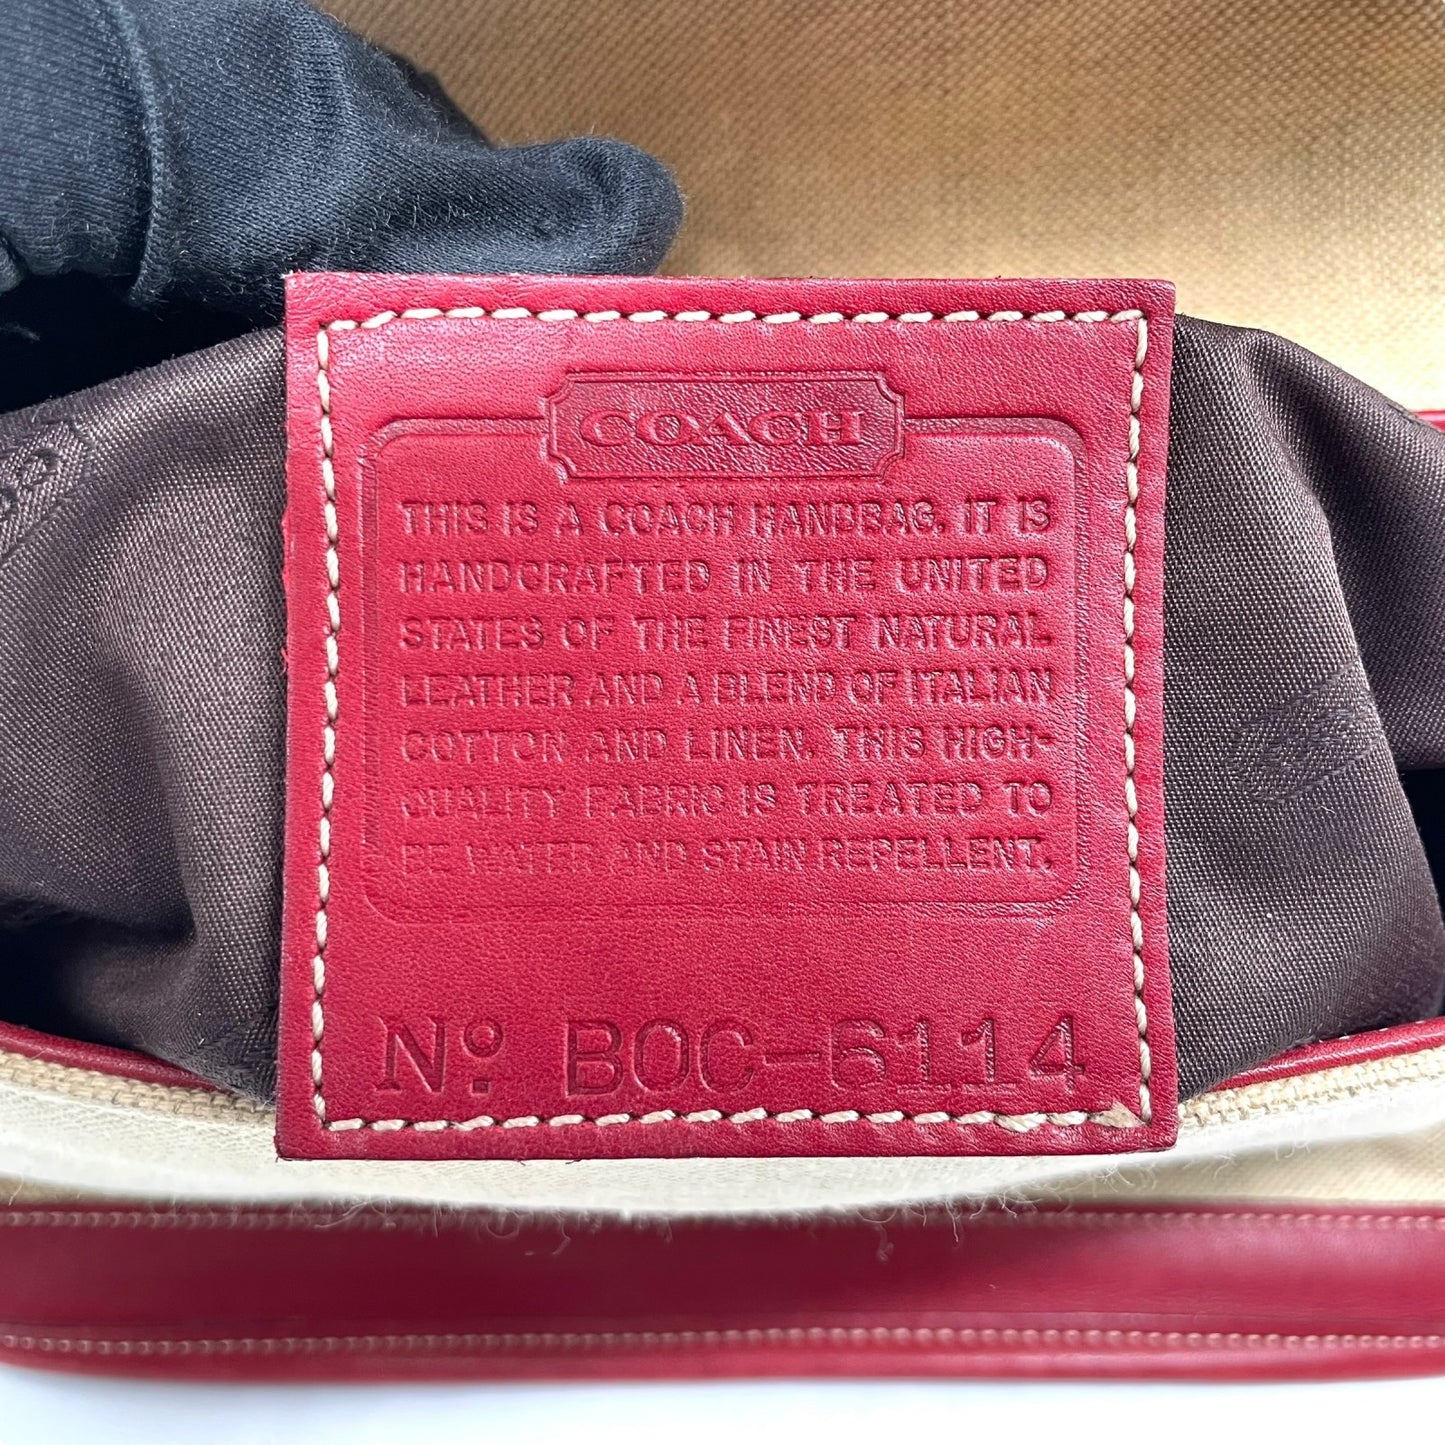 COACH
THIS IS A COACH HANDBAG. IT IS
HANDCRAFTED IN THE UNITED
STATES OF THE FINEST NATURAL
LEATHER AND A BLEND OF ITALIAN
COTTON AND LINEN. THIS HIGH-
QUALITY FABRIC IS TREATED TO
BE WATER AND STAIN REPELLENT.
Nº. BOC-6114